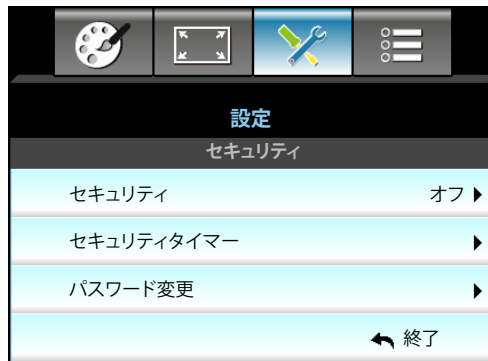 設定
セキュリティ
セキュリティ オフ
セキュリティタイマー
パスワード変更
終了